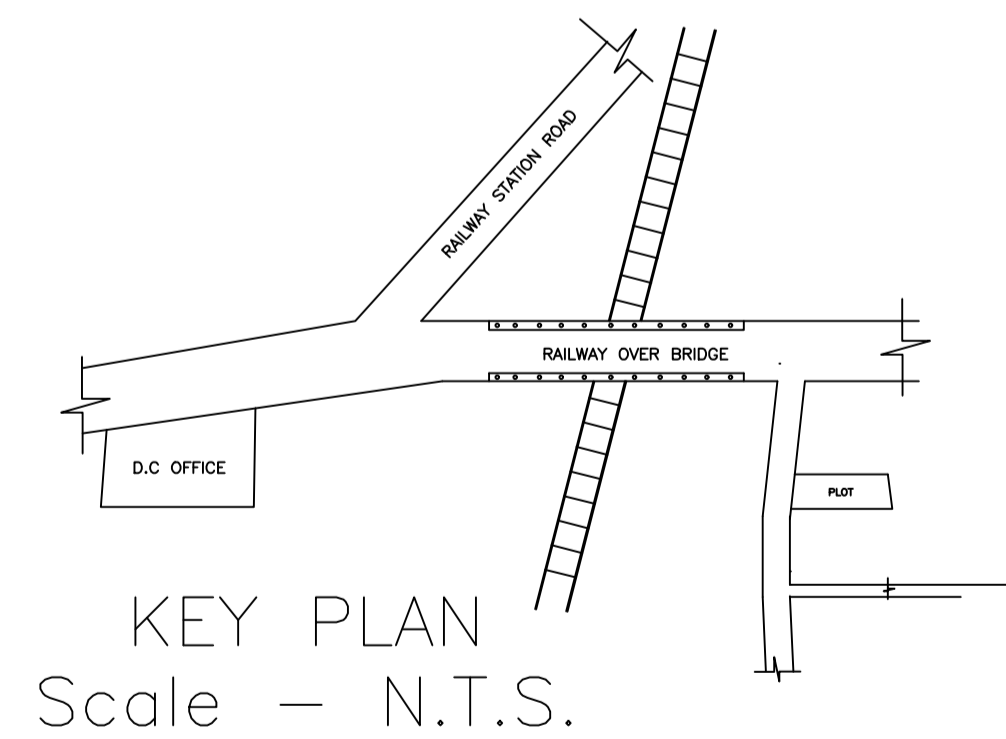 RAILWAY STATION ROAD
RAILWAY OVER BRIDGE
D.C OFFICE
PLOT
KEY PLAN
Scale - N.T.S.